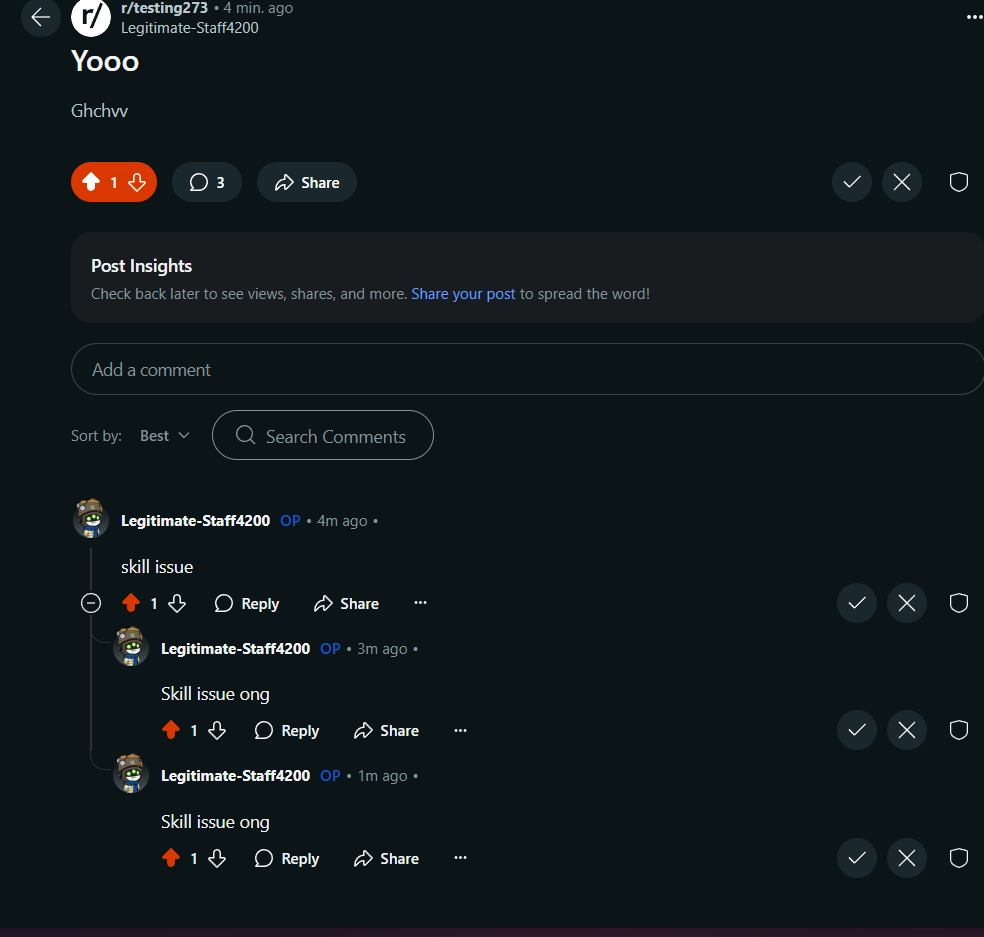 r/ r/testing273 • 4 min. ago
Legitimate-Staff4200
Yooo
Ghchvv
1 3 Share
Post Insights
Check back later to see views, shares, and more. Share your post to spread the word!
Add a comment
Sort by: Best Search Comments
Legitimate-Staff4200 OP • 4m ago •
skill issue
1 Reply Share ...
Legitimate-Staff4200 OP • 3m ago •
Skill issue ong
1 Reply Share ...
Legitimate-Staff4200 OP • 1m ago •
Skill issue ong
1 Reply Share ...